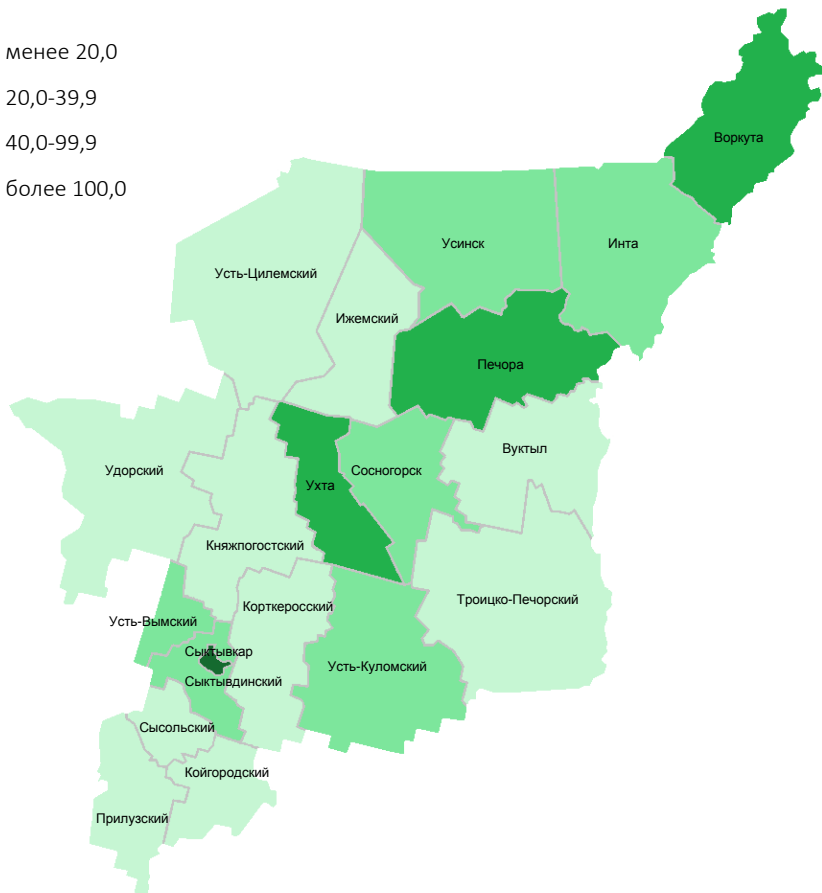 менее 20,0
20,0-39,9
40,0-99,9
более 100,0
Воркута
Усинск
Инта
Усть-Цилемский
Ижемский
Печора
Вуктыл
Удорский
Сосногорск
Ухта
Княжпогостский
Троицко-Печорский
Корткеросский
Усть-Вымский
Сыктывкар
Усть-Куломский
Сыктывдинский
Сысольский
Койгородский
Прилузский